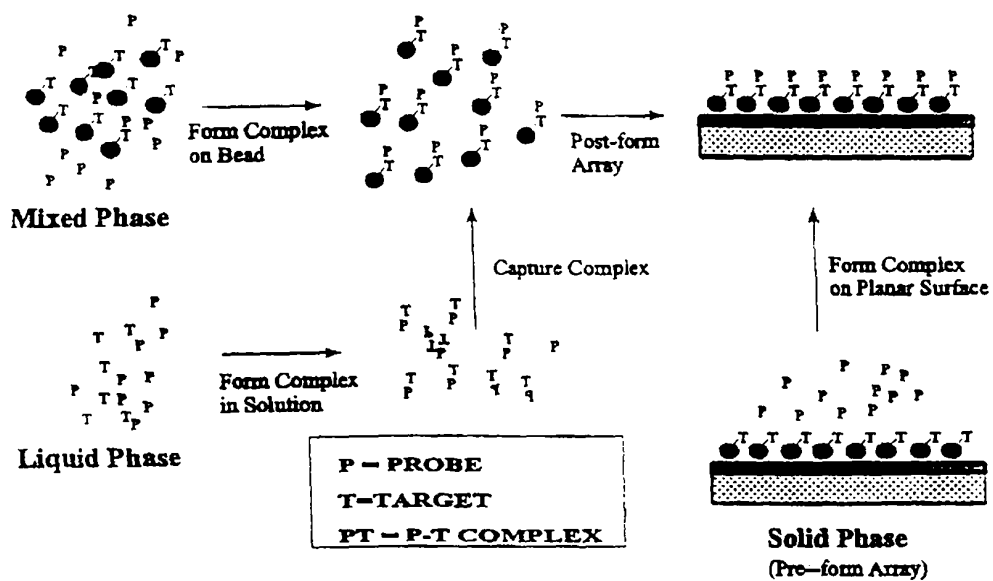 Form Complex
on Bead
Post-form
Array
Mixed Phase
Capture Complex
Form Complex
on Planar Surface
Form Complex
in Solution
Liquid Phase
P = PROBE
T=TARGET
PT = P-T COMPLEX
Solid Phase
(Pre-form Array)